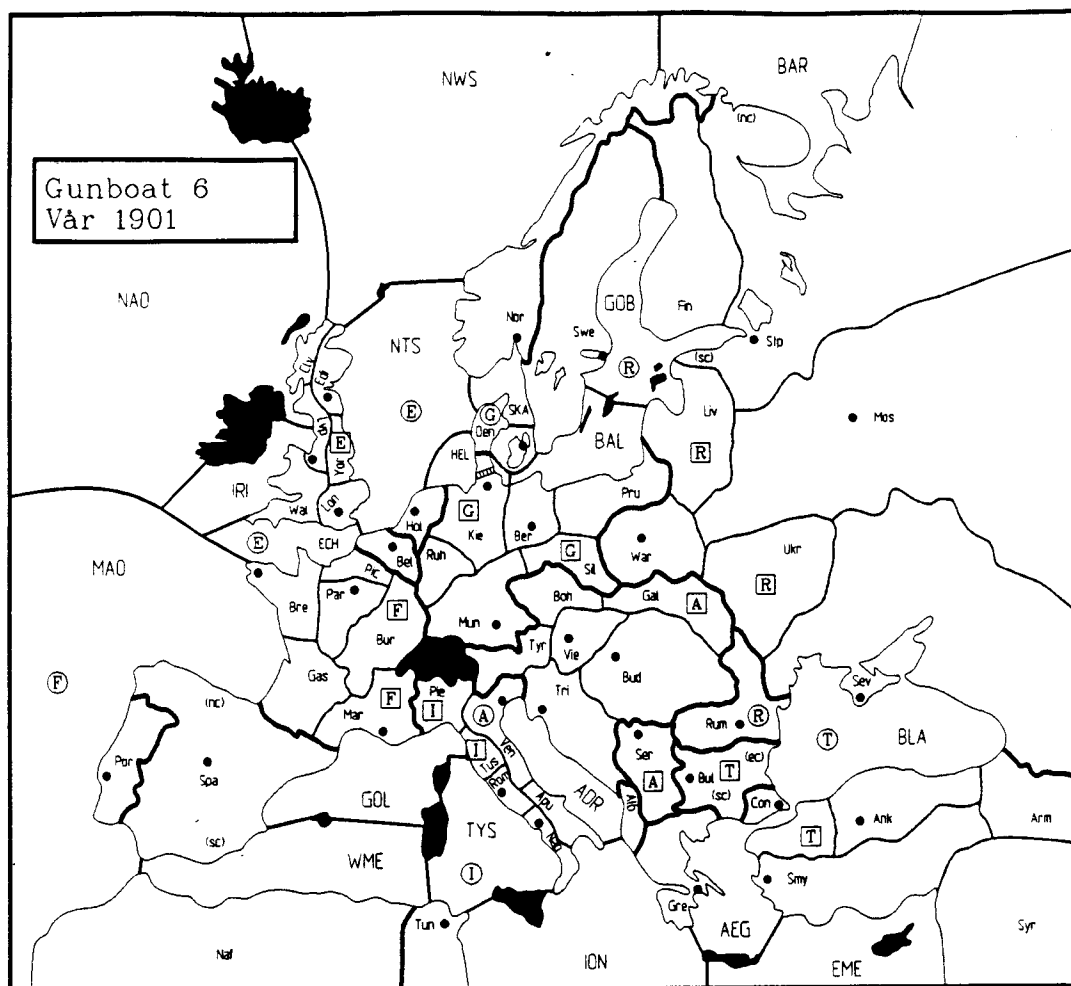 NWS
BAR
(nc)
Gunboat 6
Vår 1901
NAO
GOB
Fin
Nor
NTS
Swe
Stp
(sc)
R
Cly
Edi
E
G
SKA
Den
Liv
Mos
BAL
Lvp
E
Yor
HEL
R
IRI
Pru
Wal
Lon
Hol
G
Kie
Ber
War
Ukr
E
ECH
Bel
Ruh
G
Sil
MAO
Pic
Par
Boh
Gal
R
Bre
F
A
Bur
Mun
Tyr
Vie
Bud
F
Gas
Pie
Tri
Sev
(nc)
Mar
F
I
A
Rum
R
T
BLA
Por
I
Ven
Ser
(ec)
Spa
Tus
Bul
T
Rom
(sc)
GOL
ADR
A
Con
Ank
Apu
Alb
Arm
(sc)
TYS
Nap
T
WME
I
Smy
Gre
Tun
AEG
Syr
Naf
ION
EME